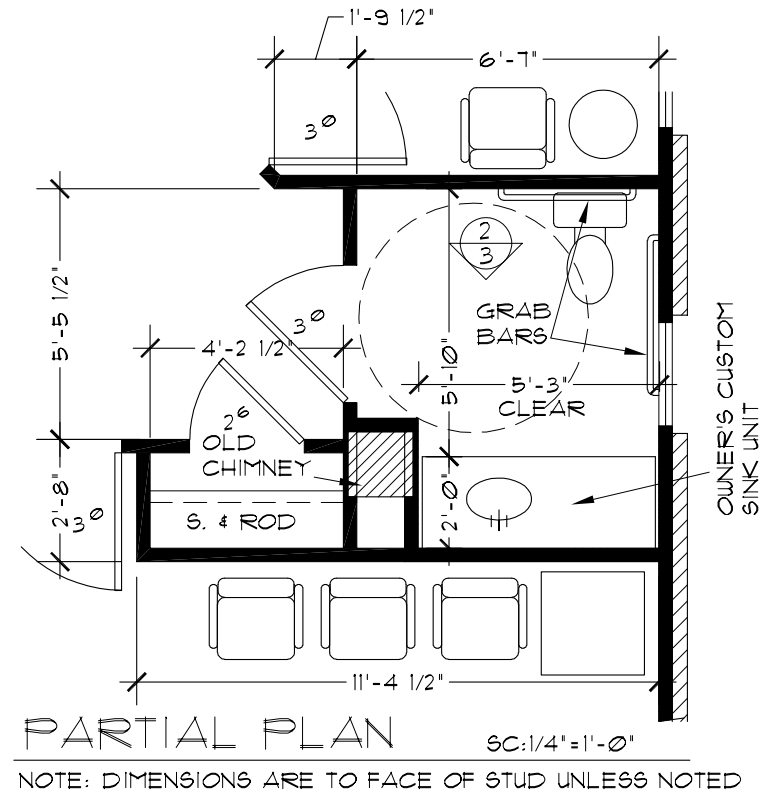 1'-9 1/2"
6'-7"
3⁰
2
3
5'-5 1/2"
GRAB
BARS
3⁰
4'-2 1/2"
5'-10"
5'-3"
CLEAR
OWNER'S CUSTOM
SINK UNIT
2⁶
OLD
CHIMNEY
2'-8"
3⁰
S. & ROD
2'-0"
11'-4 1/2"
PARTIAL PLAN
SC:1/4"=1'-0"
NOTE: DIMENSIONS ARE TO FACE OF STUD UNLESS NOTED